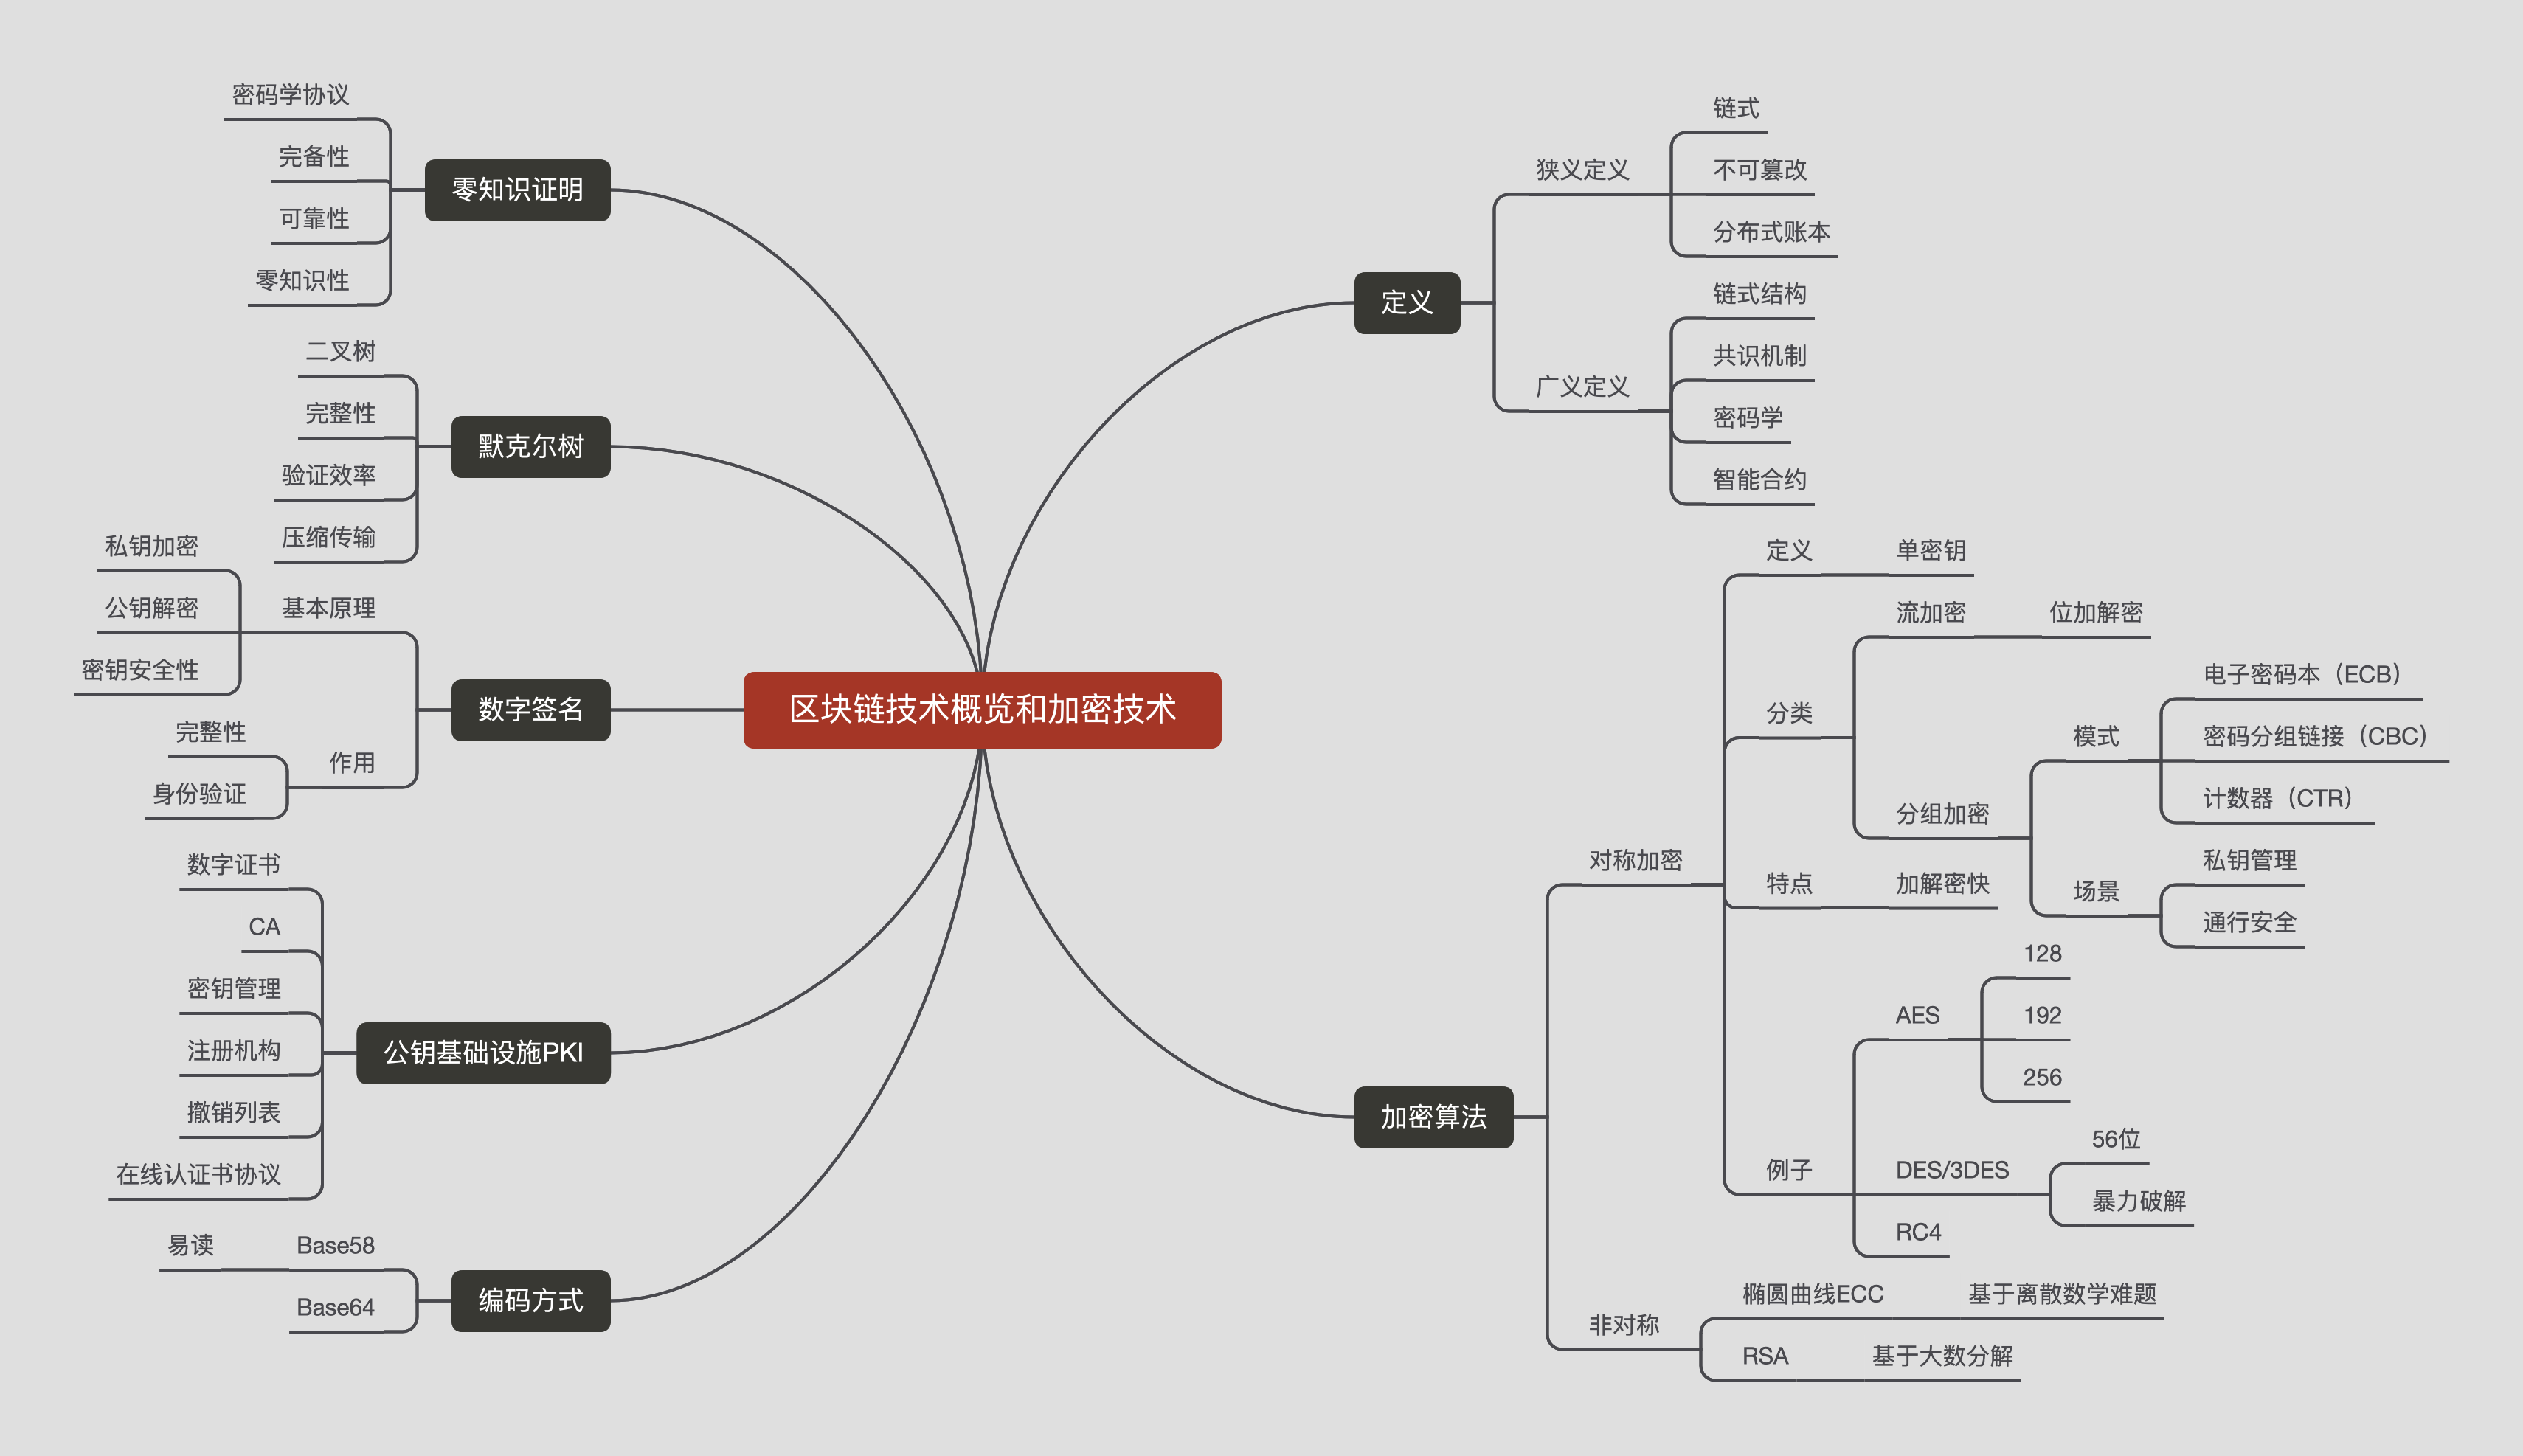 区块链技术概览和加密技术
定义
狭义定义
链式
不可篡改
分布式账本
广义定义
链式结构
共识机制
密码学
智能合约
加密算法
对称加密
定义
单密钥
分类
流加密
位加解密
分组加密
模式
电子密码本（ECB）
密码分组链接（CBC）
计数器（CTR）
场景
私钥管理
通行安全
特点
加解密快
例子
AES
128
192
256
DES/3DES
56位
暴力破解
RC4
非对称
椭圆曲线ECC
基于离散数学难题
RSA
基于大数分解
零知识证明
密码学协议
完备性
可靠性
零知识性
默克尔树
二叉树
完整性
验证效率
压缩传输
数字签名
基本原理
私钥加密
公钥解密
密钥安全性
作用
完整性
身份验证
公钥基础设施PKI
数字证书
CA
密钥管理
注册机构
撤销列表
在线认证书协议
编码方式
Base58
易读
Base64